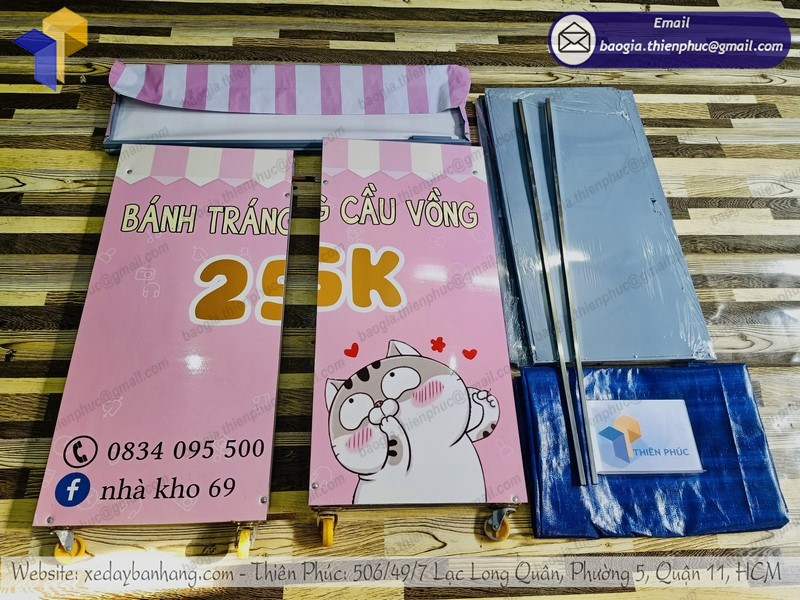 Email
baogia.thienphuc@gmail.com
BÁNH TRÁNG CẦU VỒNG
25K
0834 095 500
nhà kho 69
THIÊN PHÚC
Website: xedaybanhang.com - Thiên Phúc: 506/49/7 Lạc Long Quân, Phường 5, Quận 11, HCM